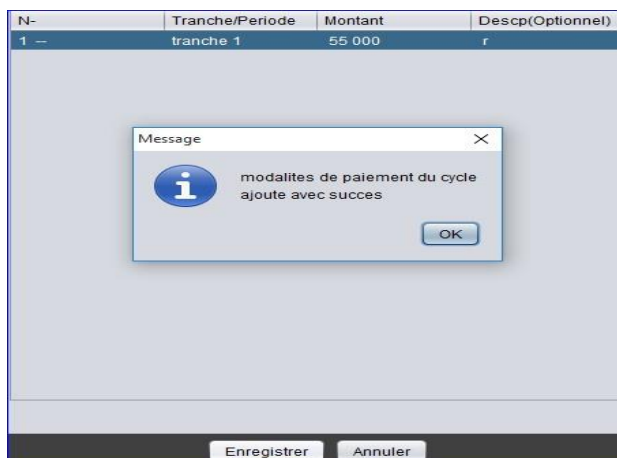 N- Tranche/Periode Montant Descp(Optionnel)
1 -- tranche 1 55 000 r
Message
modalites de paiement du cycle
ajoute avec succes
OK
Enregistrer Annuler